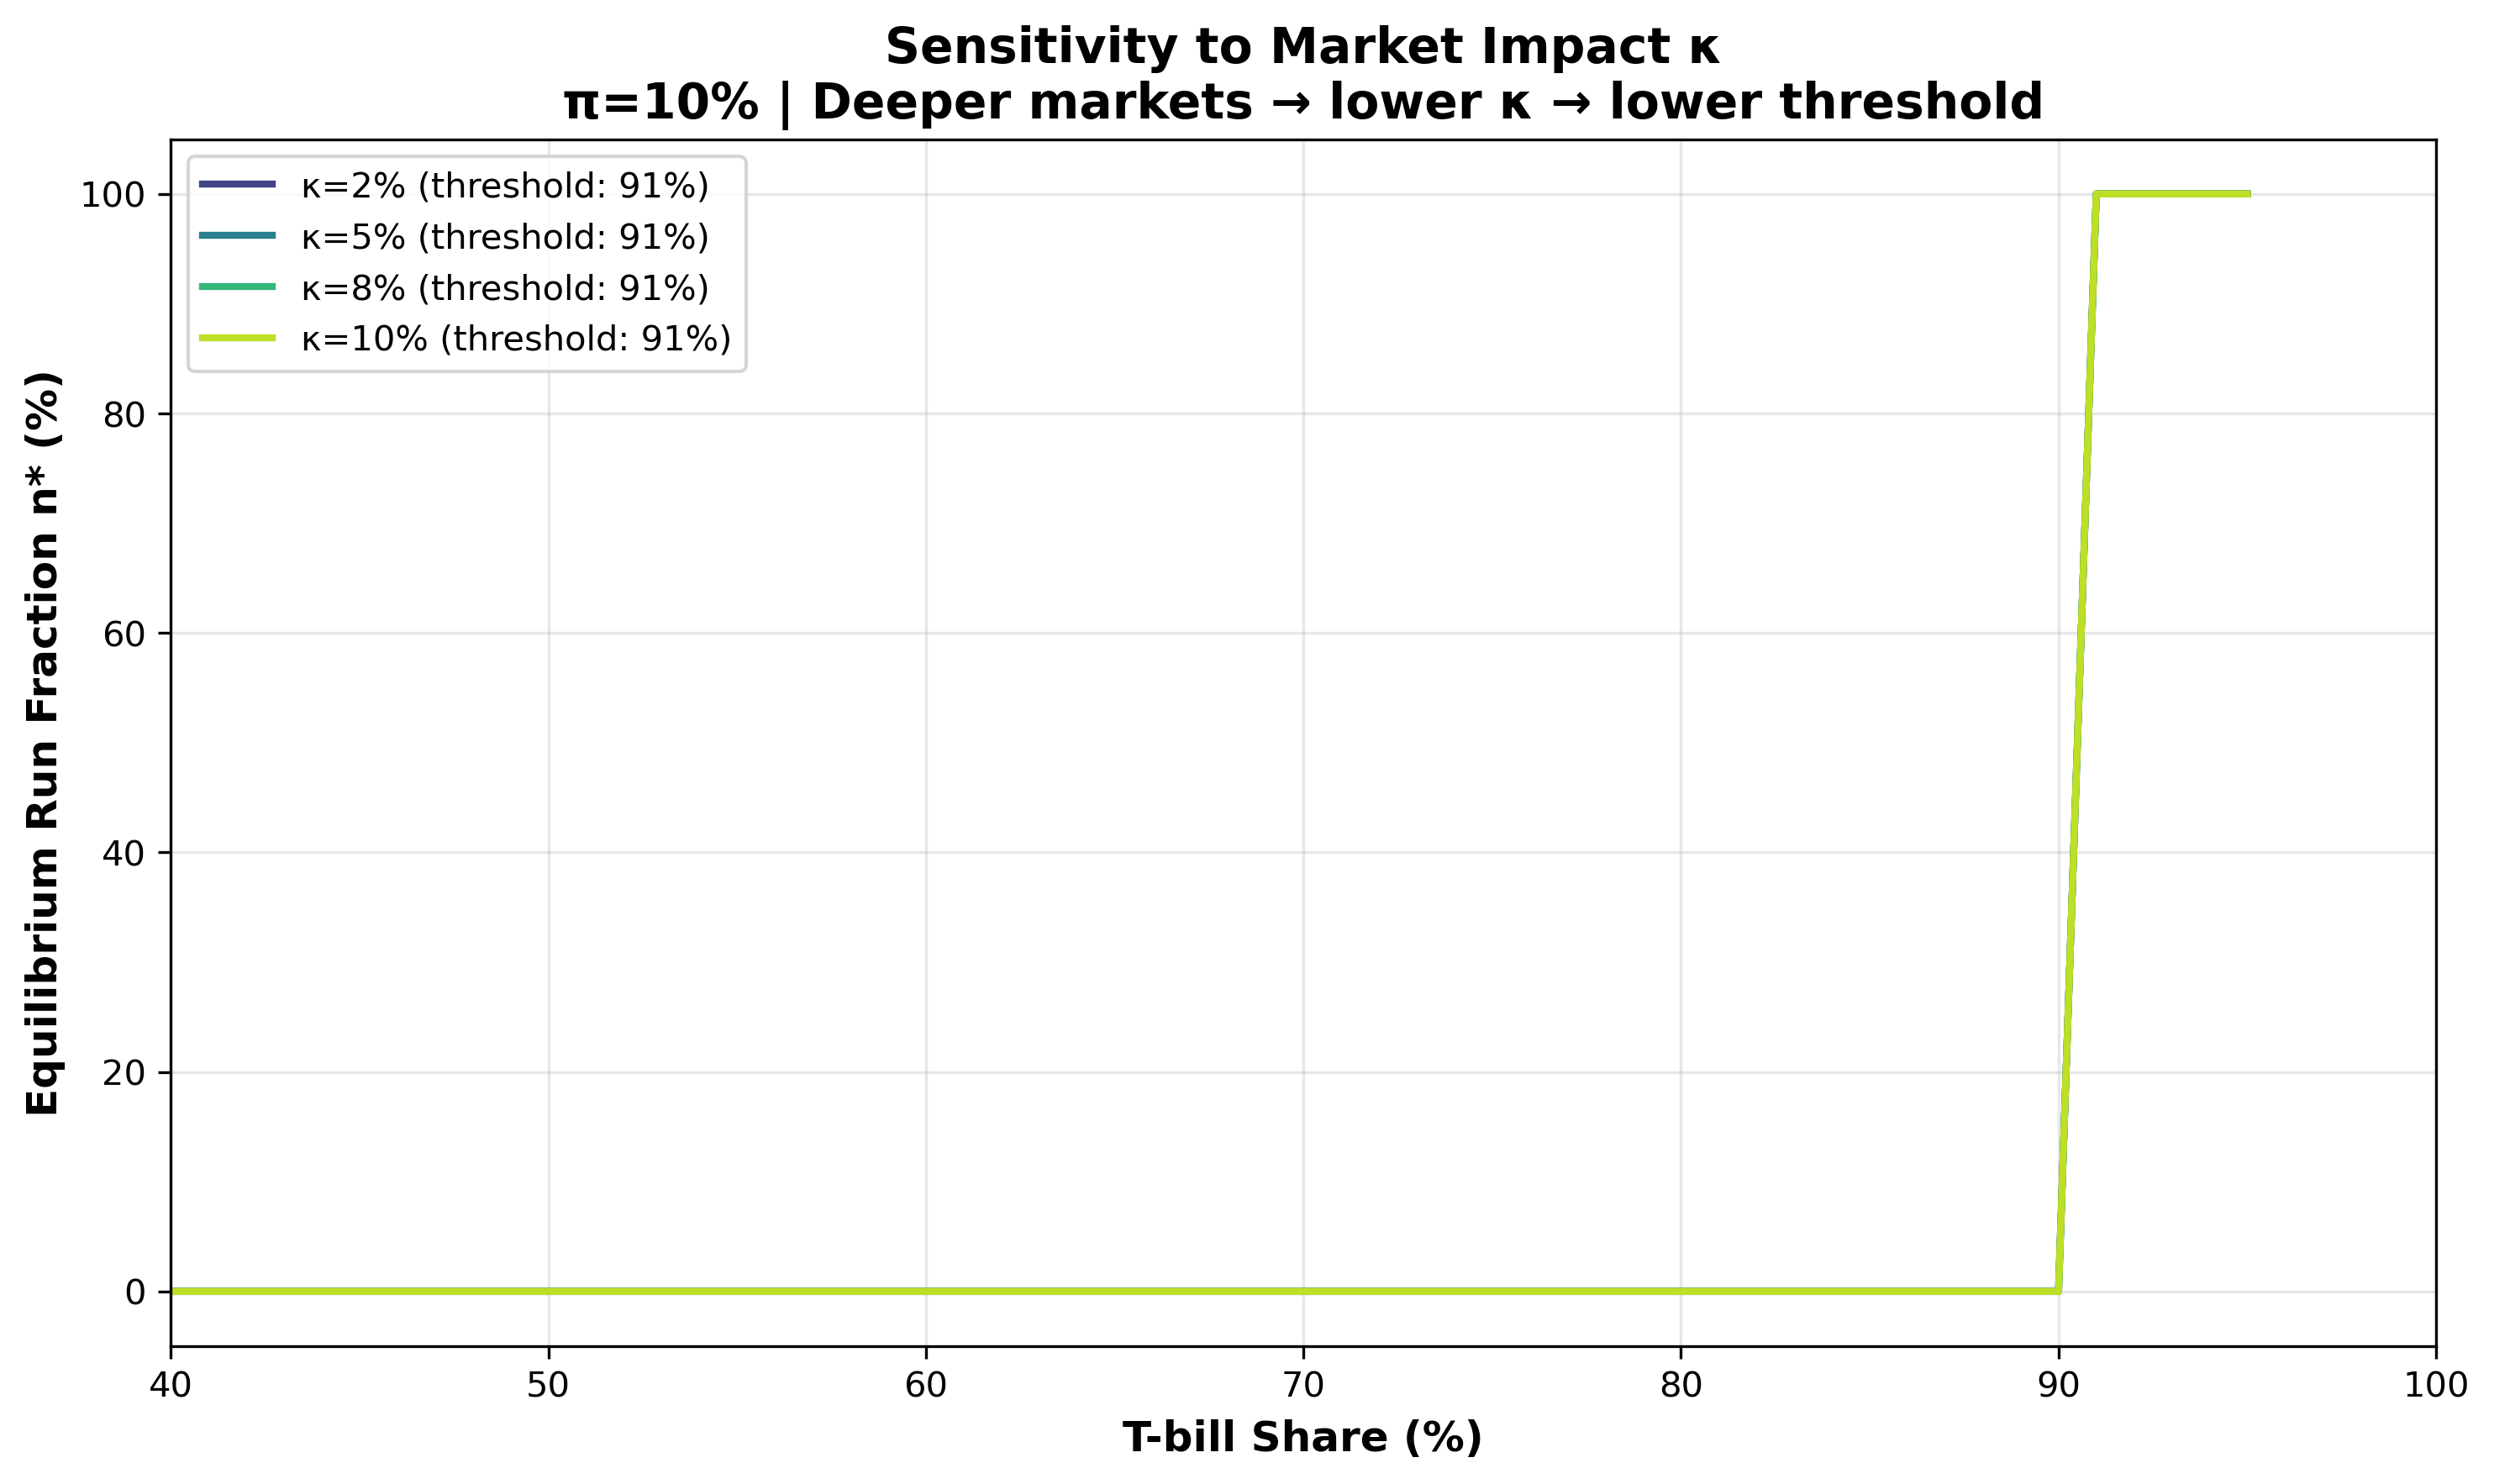 Sensitivity to Market Impact κ
π=10% | Deeper markets → lower κ → lower threshold
κ=2% (threshold: 91%)
κ=5% (threshold: 91%)
κ=8% (threshold: 91%)
κ=10% (threshold: 91%)
Equilibrium Run Fraction n* (%)
100
80
60
40
20
0
40 50 60 70 80 90 100
T-bill Share (%)